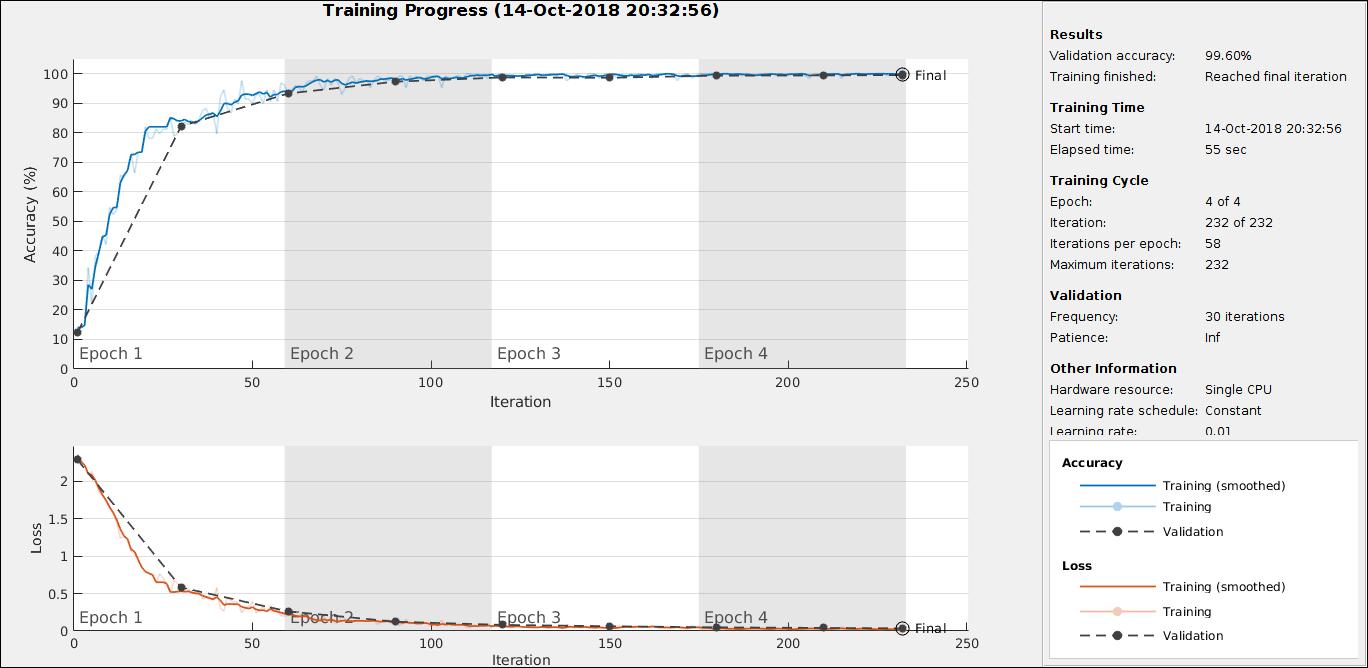 Training Progress (14-Oct-2018 20:32:56)
Accuracy (%)
100
90
80
70
60
50
40
30
20
10
0
Epoch 1
Epoch 2
Epoch 3
Epoch 4
Final
0
50
100
150
200
250
Iteration
Loss
2
1.5
1
0.5
0
Epoch 1
Epoch 2
Epoch 3
Epoch 4
Final
0
50
100
150
200
250
Iteration
Results
Validation accuracy: 99.60%
Training finished: Reached final iteration
Training Time
Start time: 14-Oct-2018 20:32:56
Elapsed time: 55 sec
Training Cycle
Epoch: 4 of 4
Iteration: 232 of 232
Iterations per epoch: 58
Maximum iterations: 232
Validation
Frequency: 30 iterations
Patience: Inf
Other Information
Hardware resource: Single CPU
Learning rate schedule: Constant
Learning rate: 0.01
Accuracy
Training (smoothed)
Training
Validation
Loss
Training (smoothed)
Training
Validation